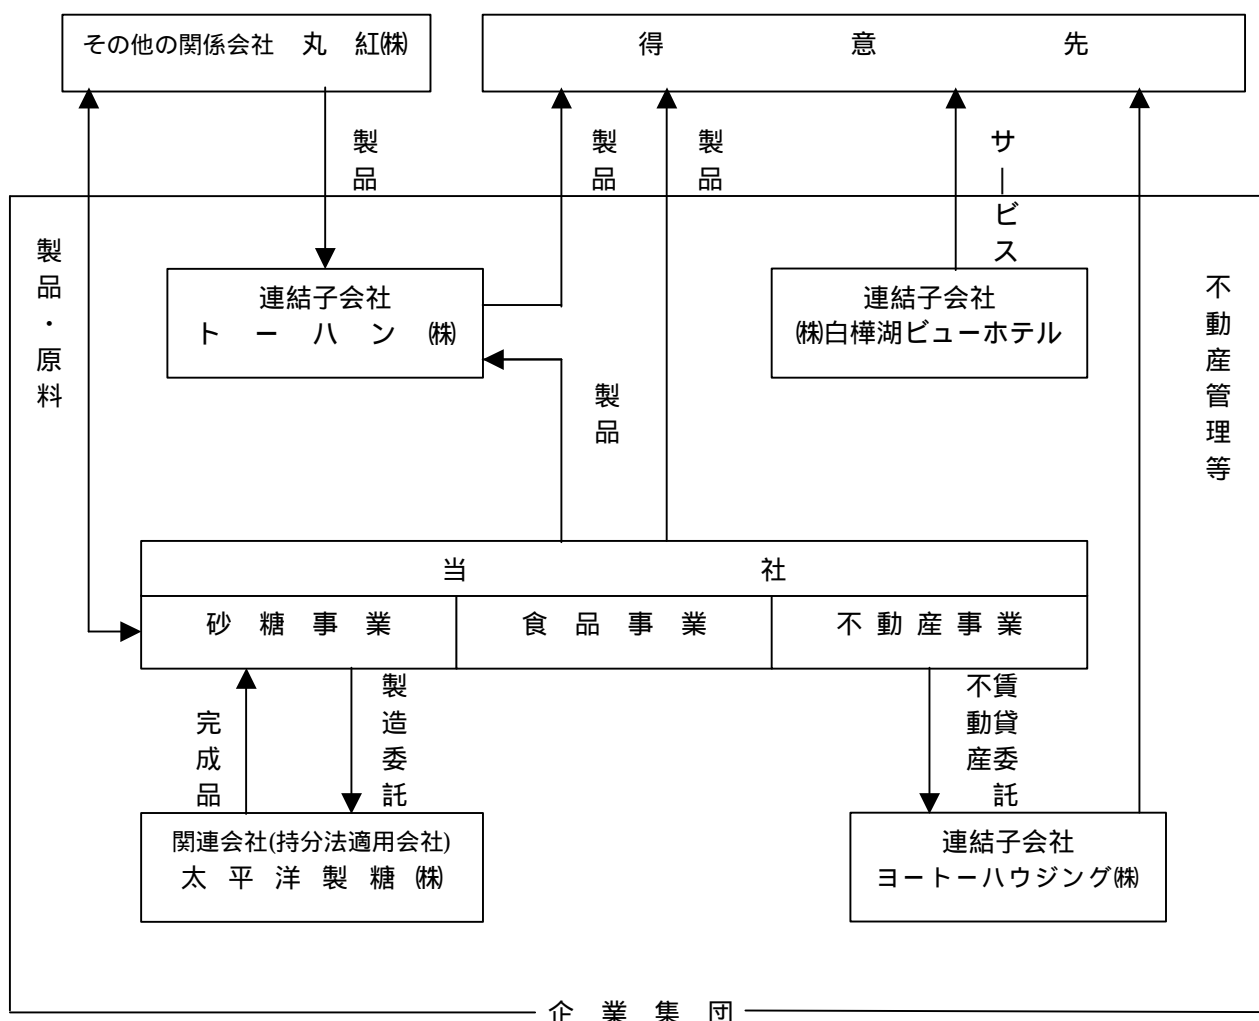 その他の関係会社 丸 紅㈱
得 意 先
製品
製品
製品
サービス
製品・原料
連結子会社
ト ー ハ ン ㈱
連結子会社
㈱白樺湖ビューホテル
不動産管理等
製品
当 社
砂 糖 事 業
食 品 事 業
不 動 産 事 業
完成品
製造委託
不動産
賃貸委託
関連会社(持分法適用会社)
太 平 洋 製 糖 ㈱
連結子会社
ヨートーハウジング㈱
企 業 集 団